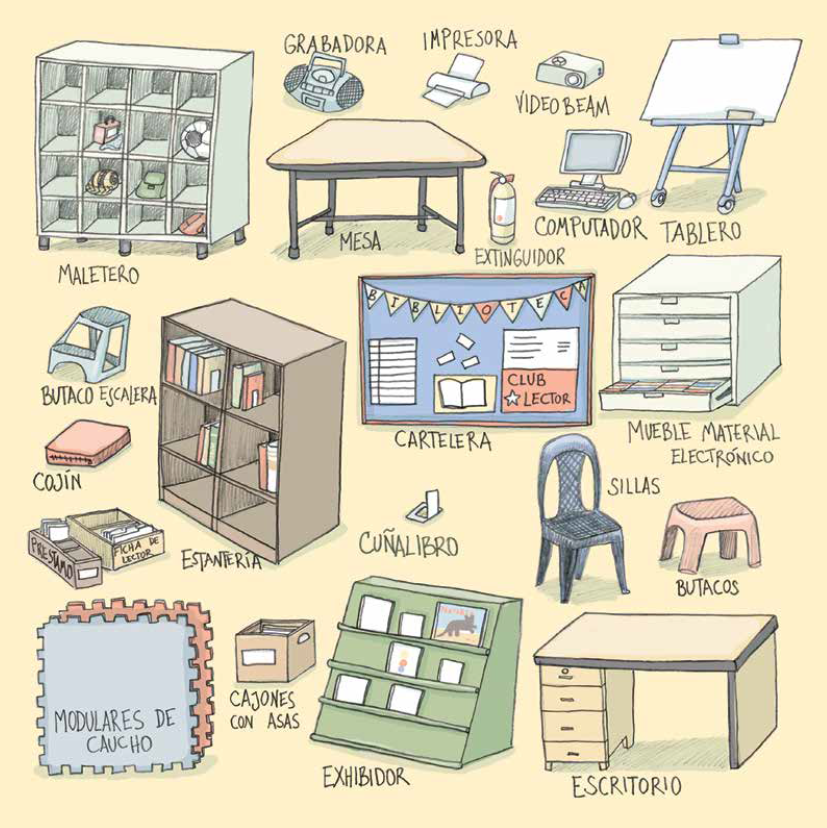 GRABADORA
IMPRESORA
VIDEO BEAM
MESA
EXTINGUIDOR
COMPUTADOR
TABLERO
MALETERO
BUTACO ESCALERA
BIBLIOTECA
CLUB
LECTOR
CARTELERA
MUEBLE MATERIAL
ELECTRÓNICO
COJÍN
SILLAS
PRÉSTAMO
FICHA DE
LECTOR
ESTANTERÍA
CUÑALIBRO
BUTACOS
MODULARES DE
CAUCHO
CAJONES
CON ASAS
EXHIBIDOR
ESCRITORIO